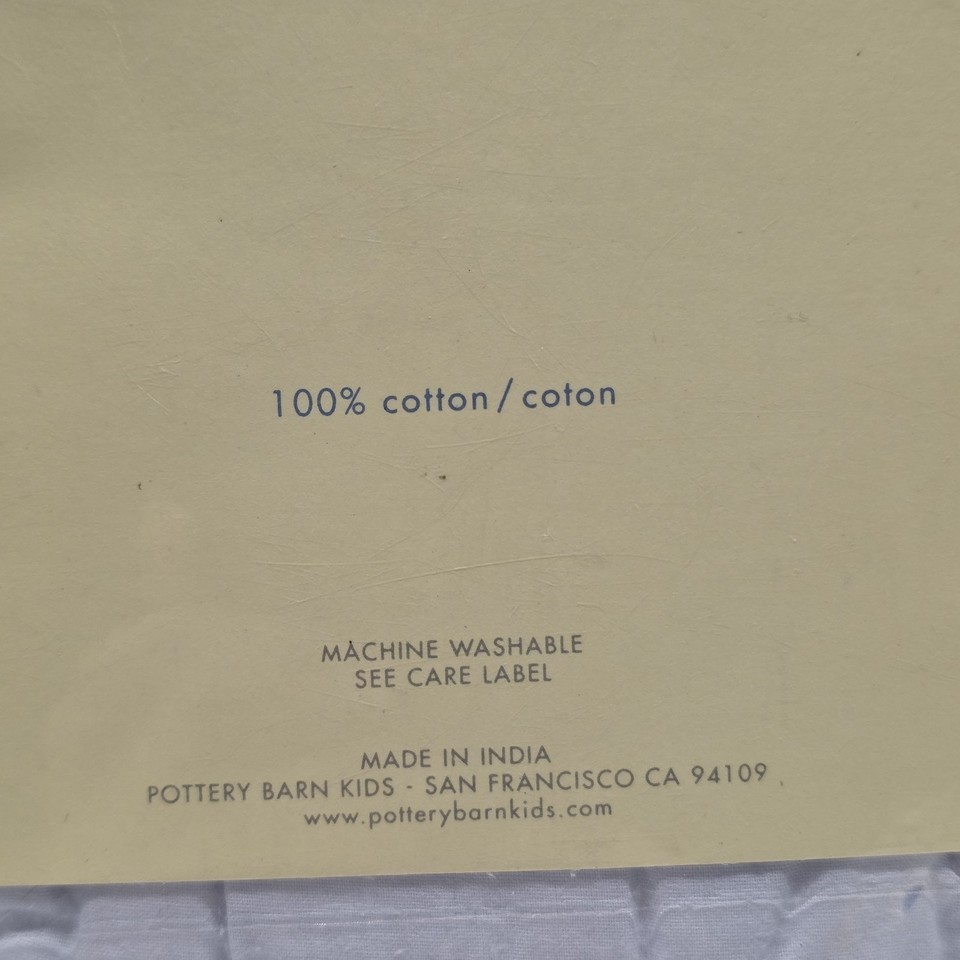 100% cotton/coton
MACHINE WASHABLE
SEE CARE LABEL
MADE IN INDIA
POTTERY BARN KIDS - SAN FRANCISCO CA 94109
www.potterybarnkids.com